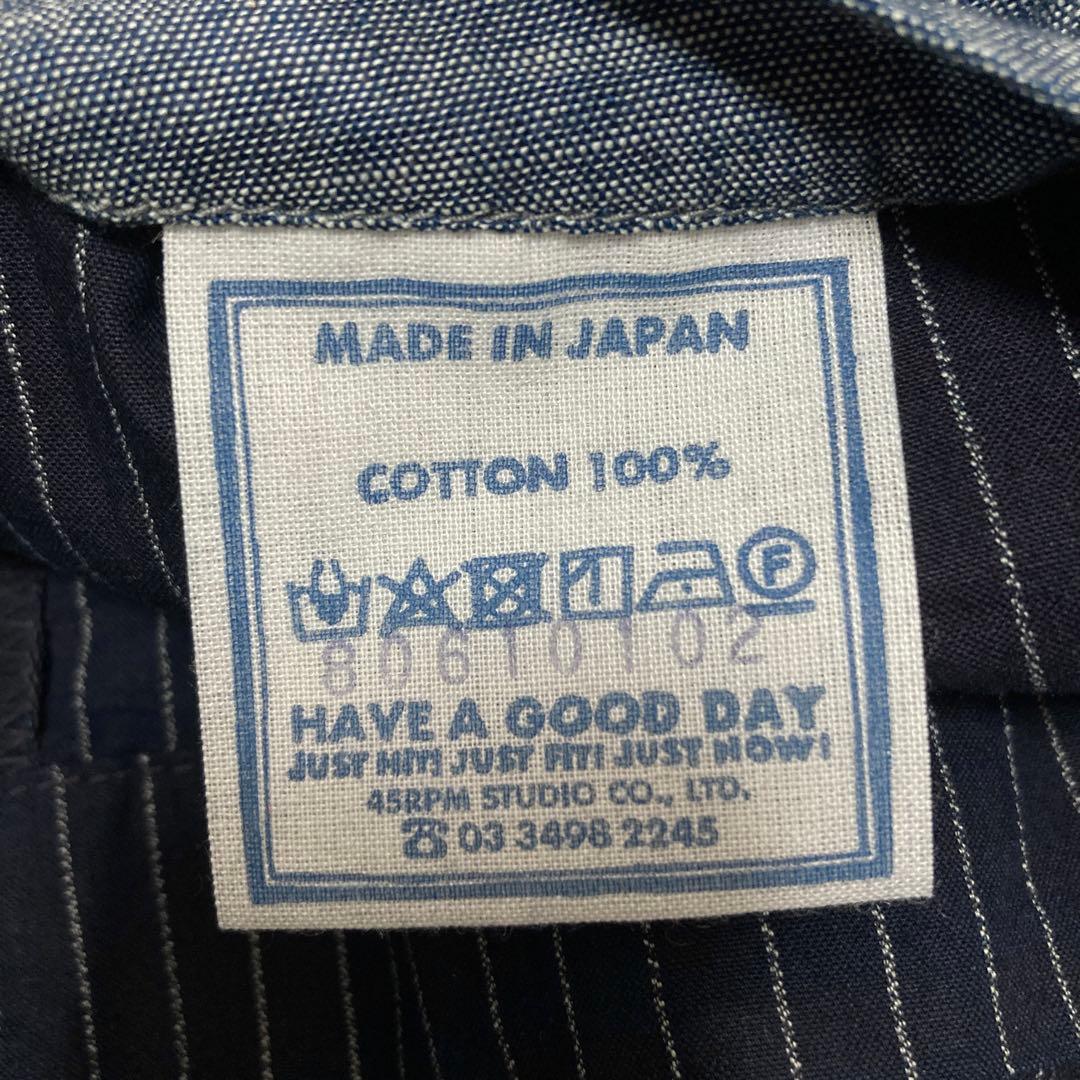 MADE IN JAPAN
COTTON 100%
F
80610102
HAVE A GOOD DAY
JUST HIT! JUST FIT! JUST NOW!
45RPM STUDIO CO., LTD.
☎ 03 3498 2245